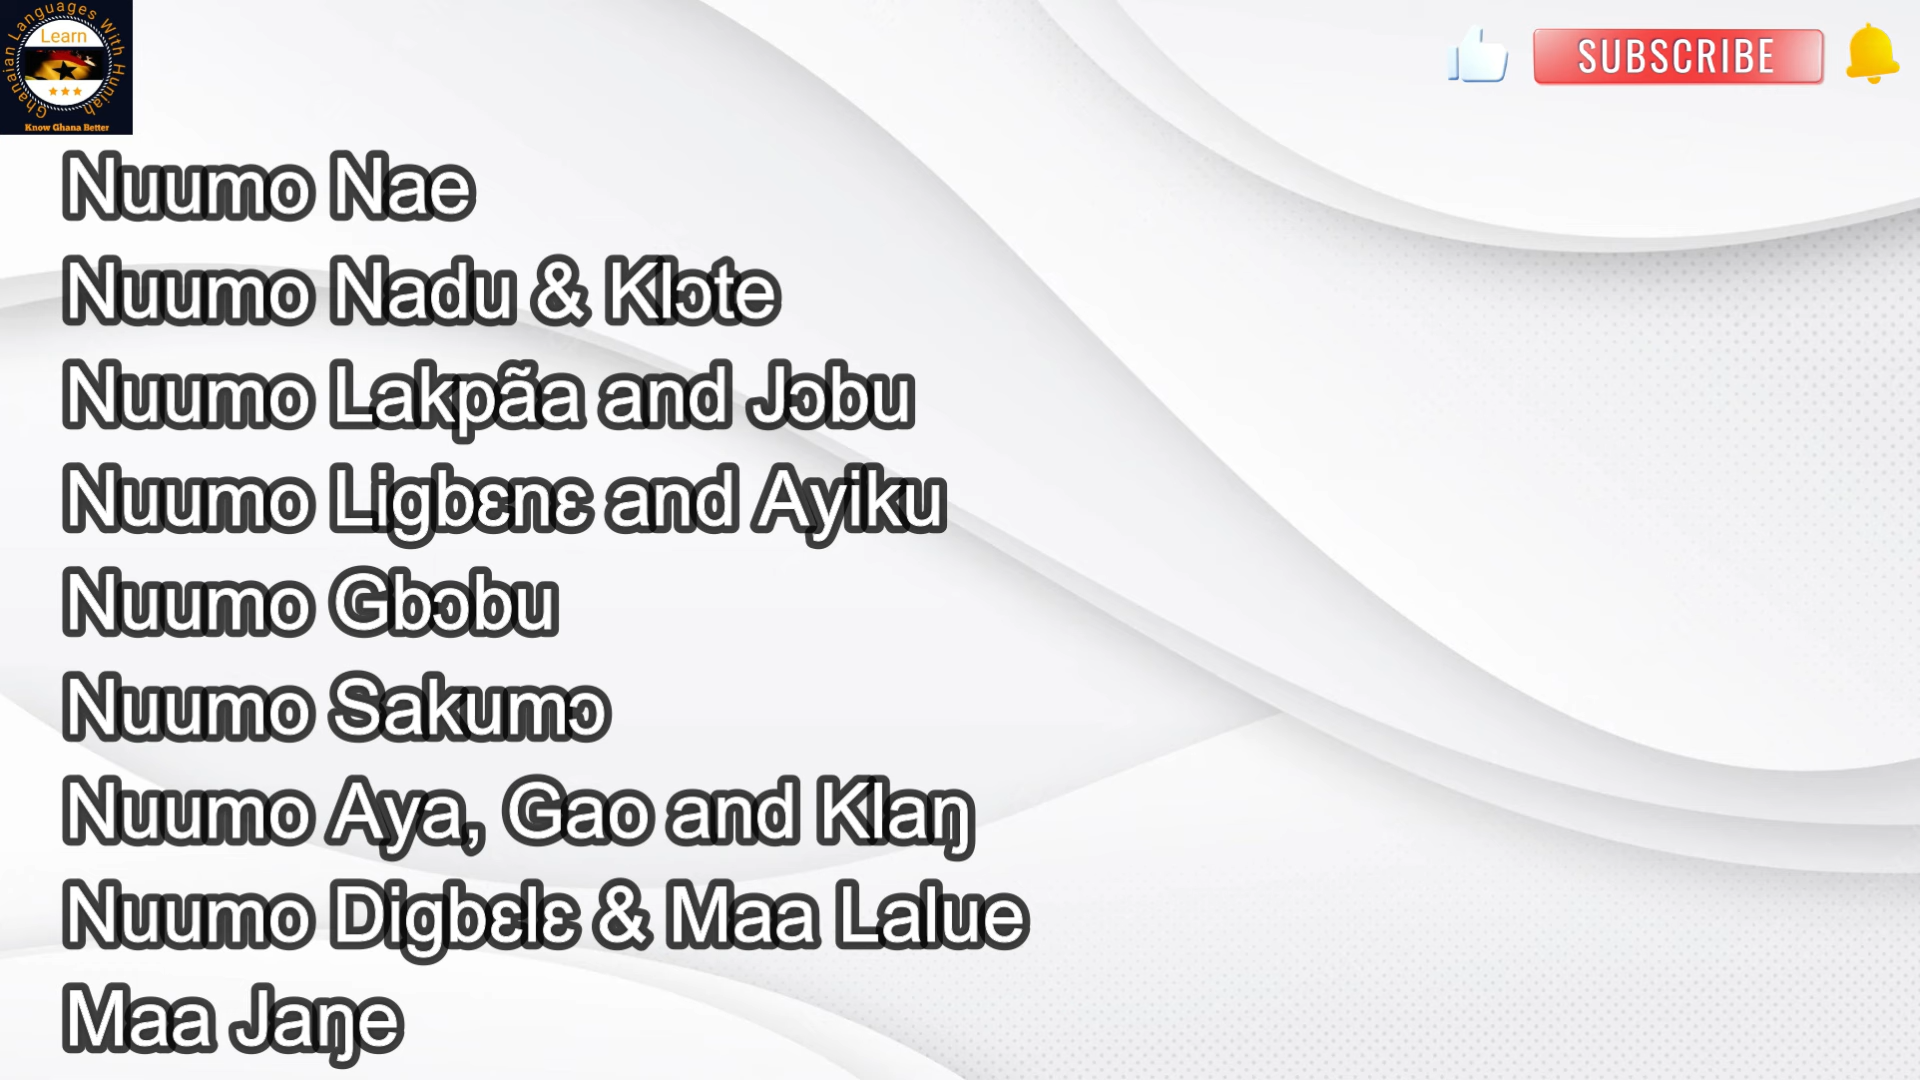 Ghanaian Languages With Huniah
Learn
Know Ghana Better
SUBSCRIBE
Nuumo Nae
Nuumo Nadu & Klɔte
Nuumo Lakpãa and Jɔbu
Nuumo Ligbɛnɛ and Ayiku
Nuumo Gbɔbu
Nuumo Sakumɔ
Nuumo Aya, Gao and Klaŋ
Nuumo Digbɛlɛ & Maa Lalue
Maa Jaŋe